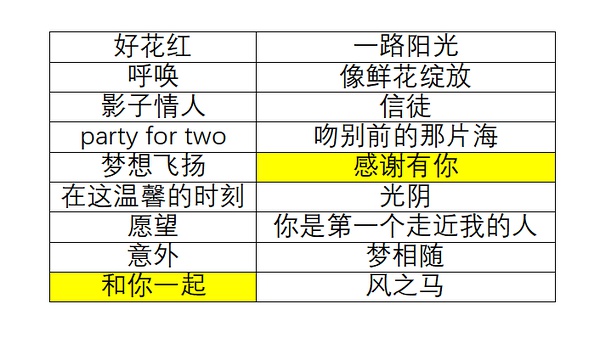 好花红 一路阳光
呼唤 像鲜花绽放
影子情人 信徒
party for two 吻别前的那片海
梦想飞扬 感谢有你
在这温馨的时刻 光阴
愿望 你是第一个走近我的人
意外 梦相随
和你一起 风之马